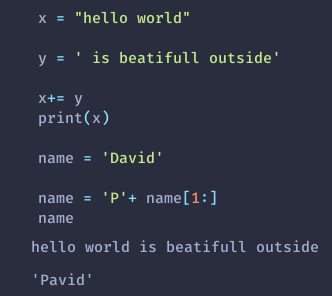 x = "hello world"
y = ' is beatifull outside'
x+= y
print(x)
name = 'David'
name = 'P'+ name[1:]
name
hello world is beatifull outside
'Pavid'